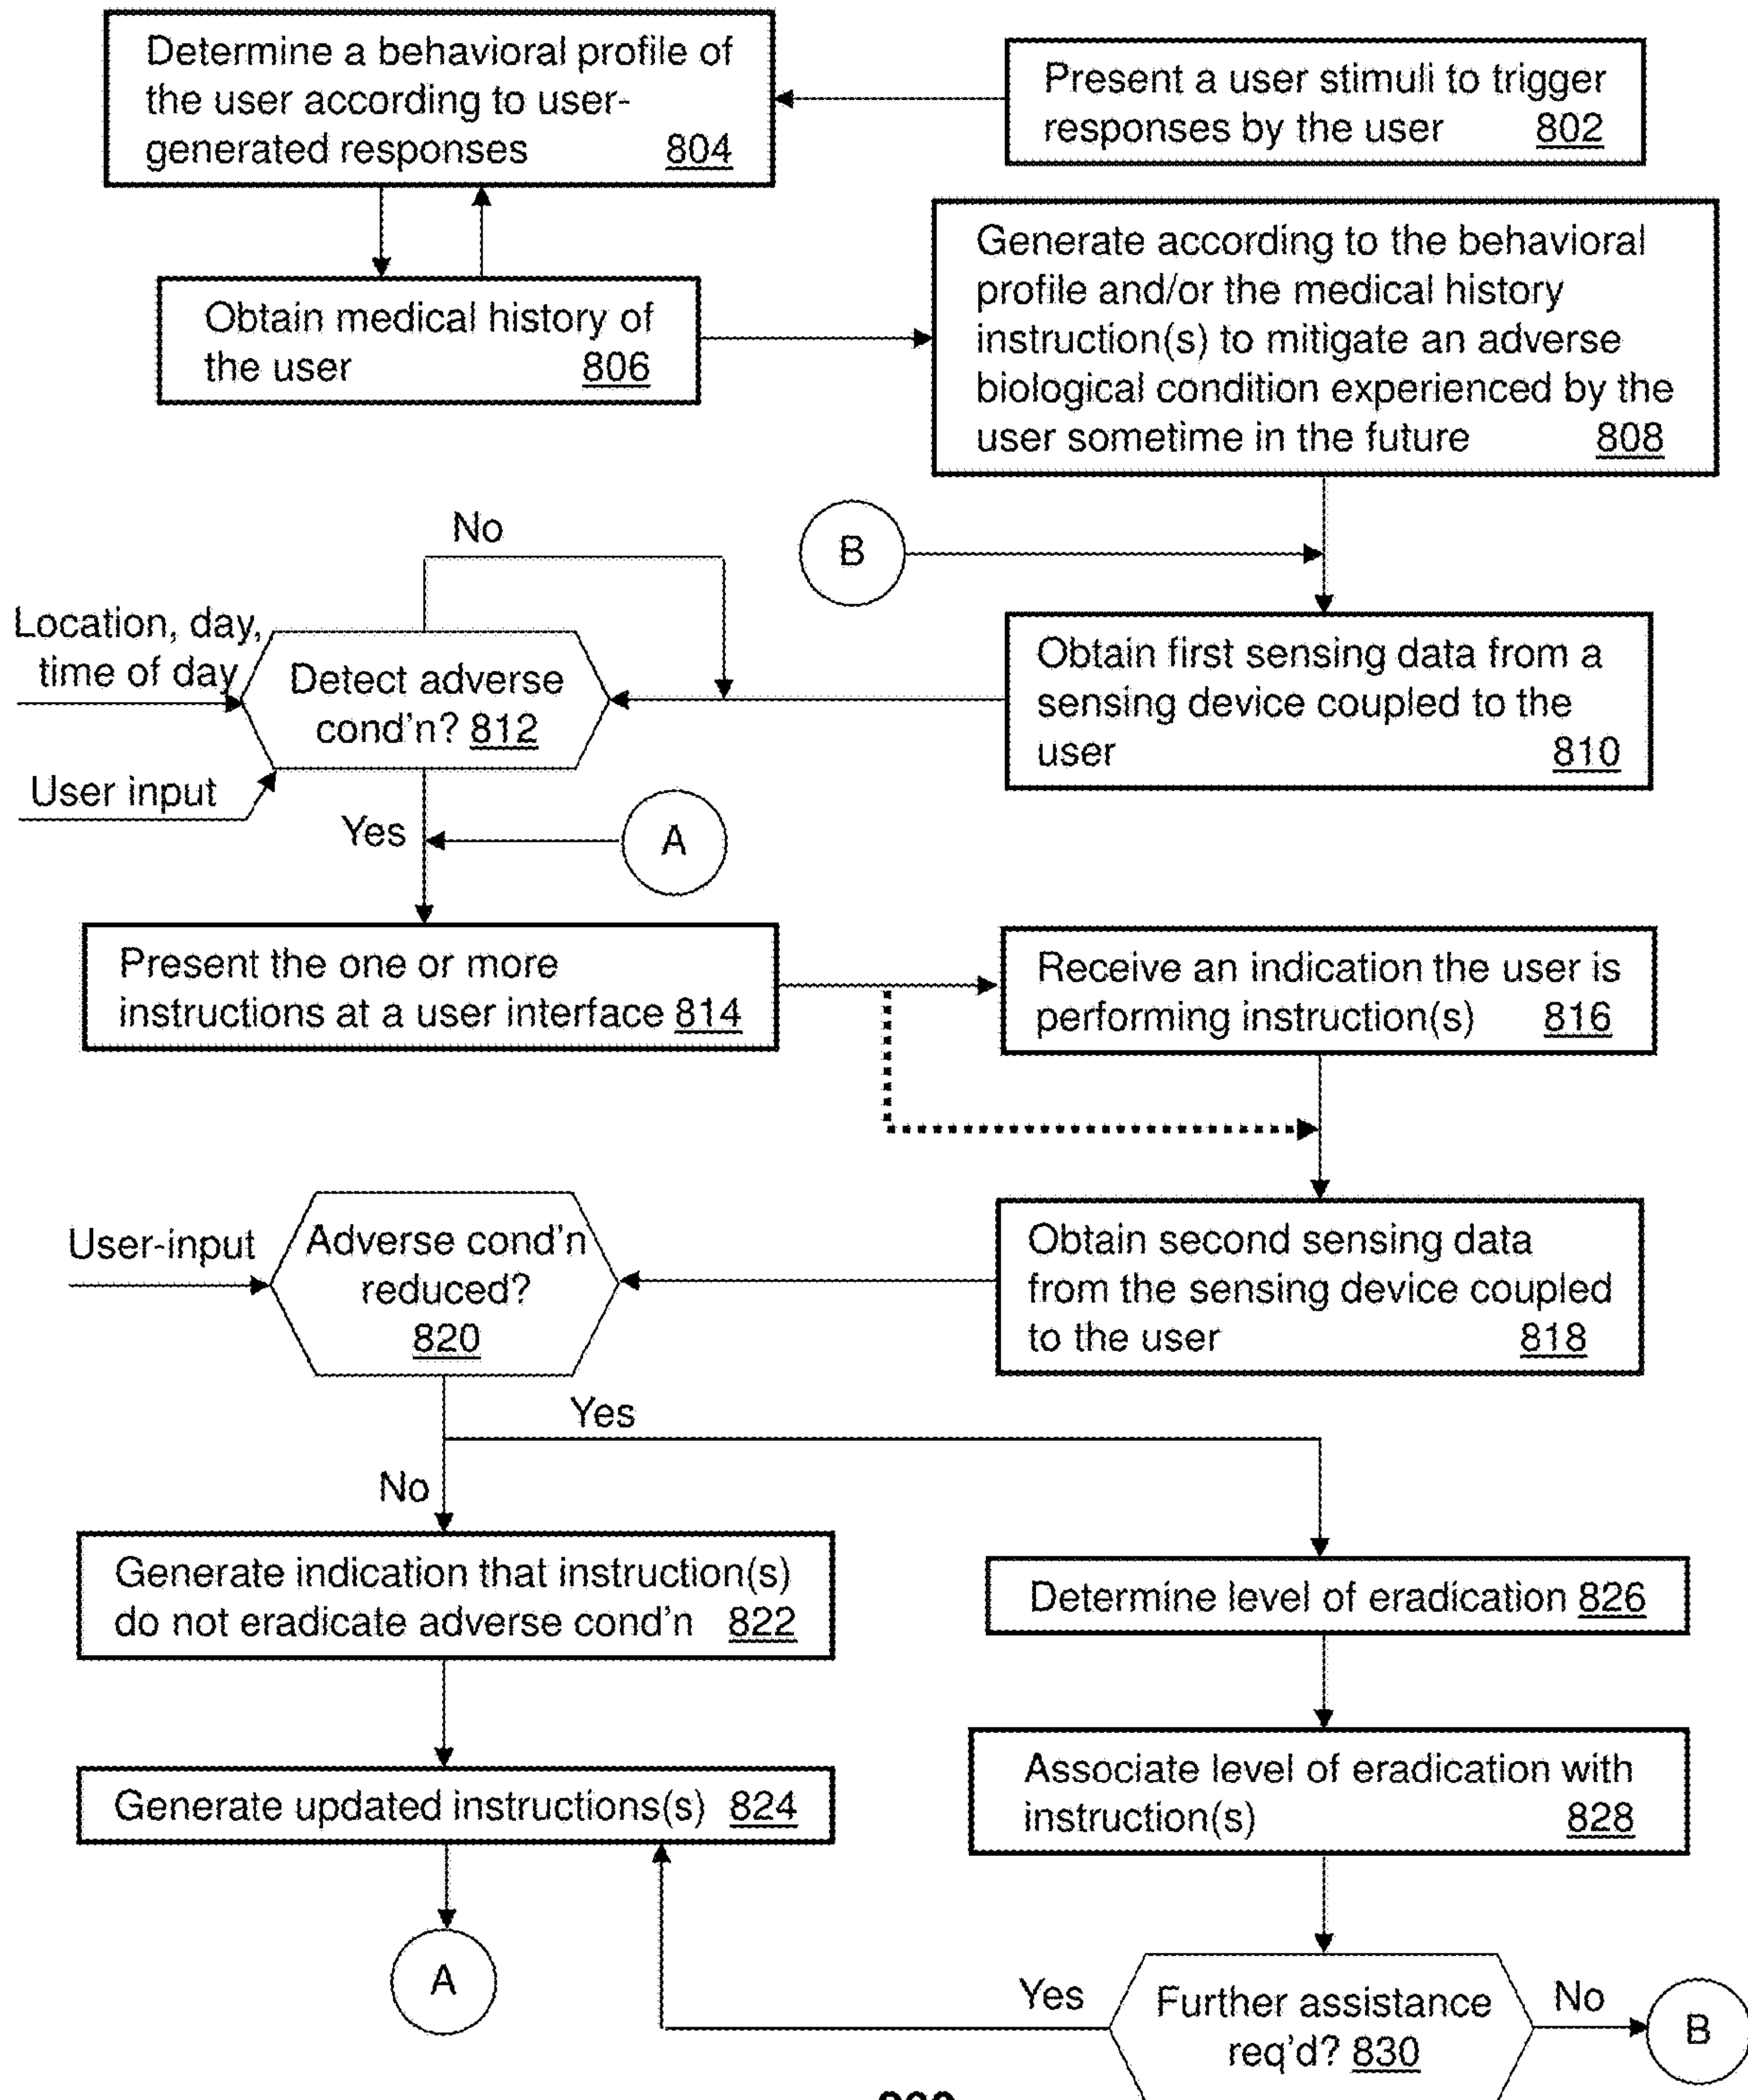 Determine a behavioral profile of
the user according to user-
generated responses 804
Present a user stimuli to trigger
responses by the user 802
Obtain medical history of
the user 806
Generate according to the behavioral
profile and/or the medical history
instruction(s) to mitigate an adverse
biological condition experienced by the
user sometime in the future 808
No
B
Location, day,
time of day
Detect adverse
cond'n? 812
User input
Obtain first sensing data from a
sensing device coupled to the
user 810
Yes
A
Present the one or more
instructions at a user interface 814
Receive an indication the user is
performing instruction(s) 816
User-input
Adverse cond'n
reduced?
820
Obtain second sensing data
from the sensing device coupled
to the user 818
Yes
No
Generate indication that instruction(s)
do not eradicate adverse cond'n 822
Determine level of eradication 826
Generate updated instructions(s) 824
Associate level of eradication with
instruction(s) 828
A
Yes
Further assistance
req'd? 830
No
B